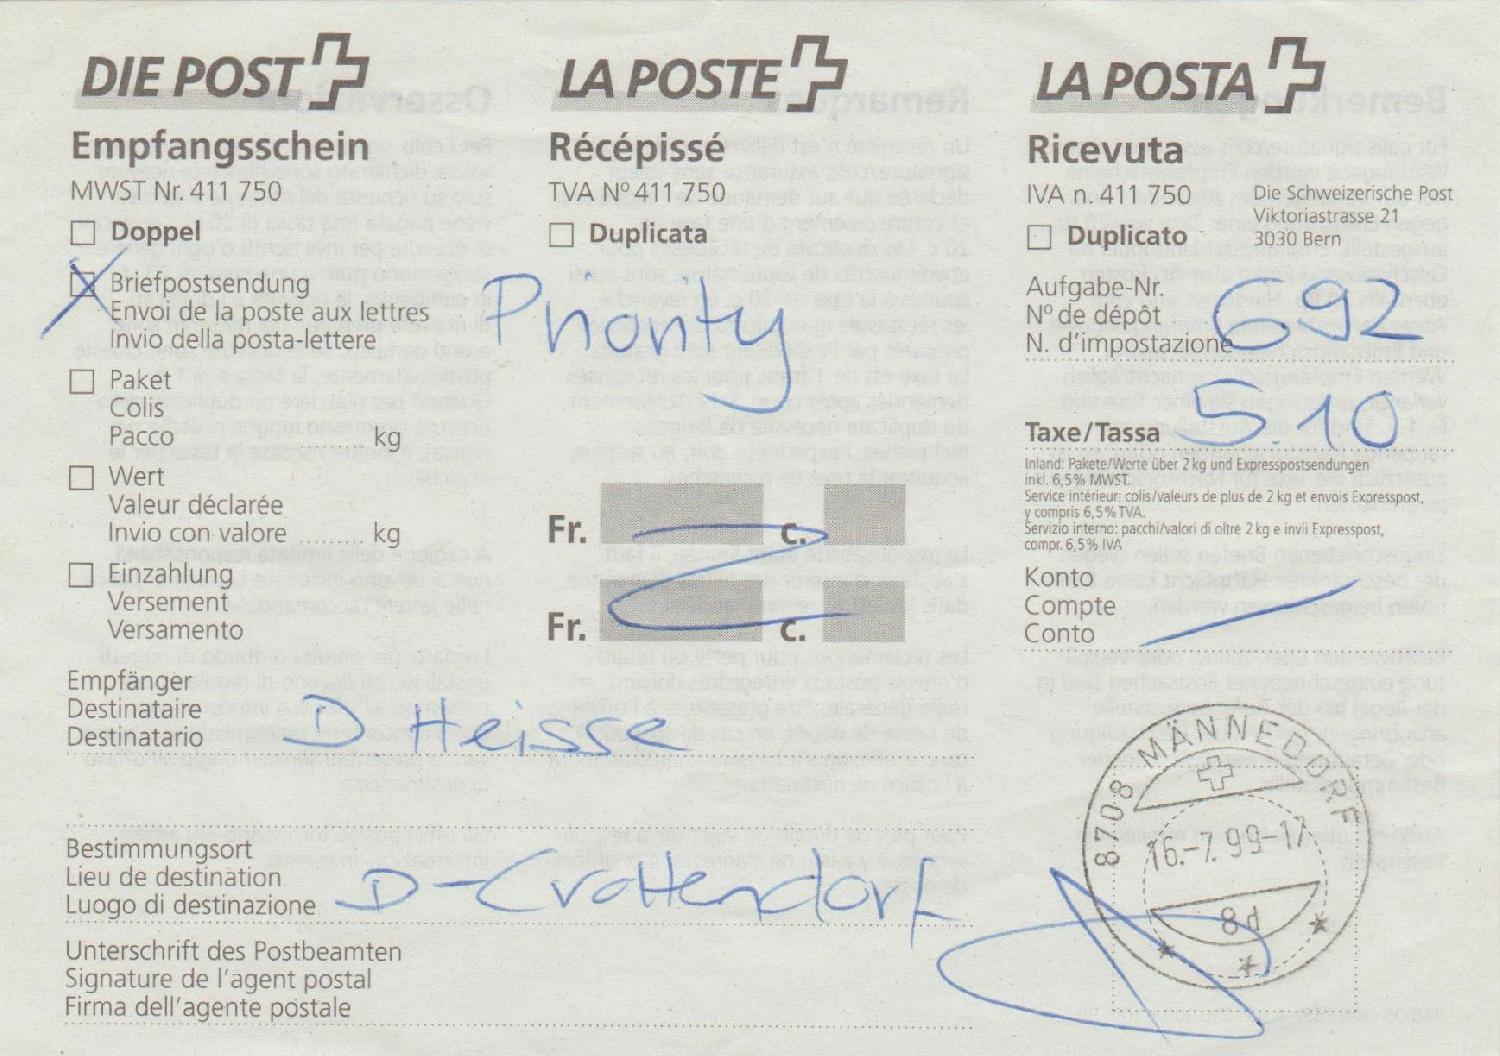 DIE POST
LA POSTE
LA POSTA
Empfangsschein
Récépissé
Ricevuta
MWST Nr. 411 750
TVA Nº 411 750
IVA n. 411 750
Die Schweizerische Post
Viktoriastrasse 21
3030 Bern
Doppel
Duplicata
Duplicato
Briefpostsendung
Envoi de la poste aux lettres
Invio della posta-lettere
Priority
Aufgabe-Nr.
Nº de dépôt
N. d'impostazione
692
Paket
Colis
Pacco kg
Taxe/Tassa 5.10
Inland: Pakete/Werte über 2 kg und Expresspostsendungen
inkl. 6,5% MWST.
Service intérieur: colis/valeurs de plus de 2 kg et envois Expresspost,
y compris 6,5% TVA.
Servizio interno: pacchi/valori di oltre 2 kg e invii Expresspost,
compr. 6,5% IVA
Wert
Valeur déclarée
Invio con valore kg
Fr. c.
Fr. c.
Einzahlung
Versement
Versamento
Konto
Compte
Conto
Empfänger
Destinataire
Destinatario
D Heisse
Bestimmungsort
Lieu de destination
Luogo di destinazione
D-Crottendorf
Unterschrift des Postbeamten
Signature de l'agent postal
Firma dell'agente postale
8708 MÄNNEDORF
16.-7.99-17
8d